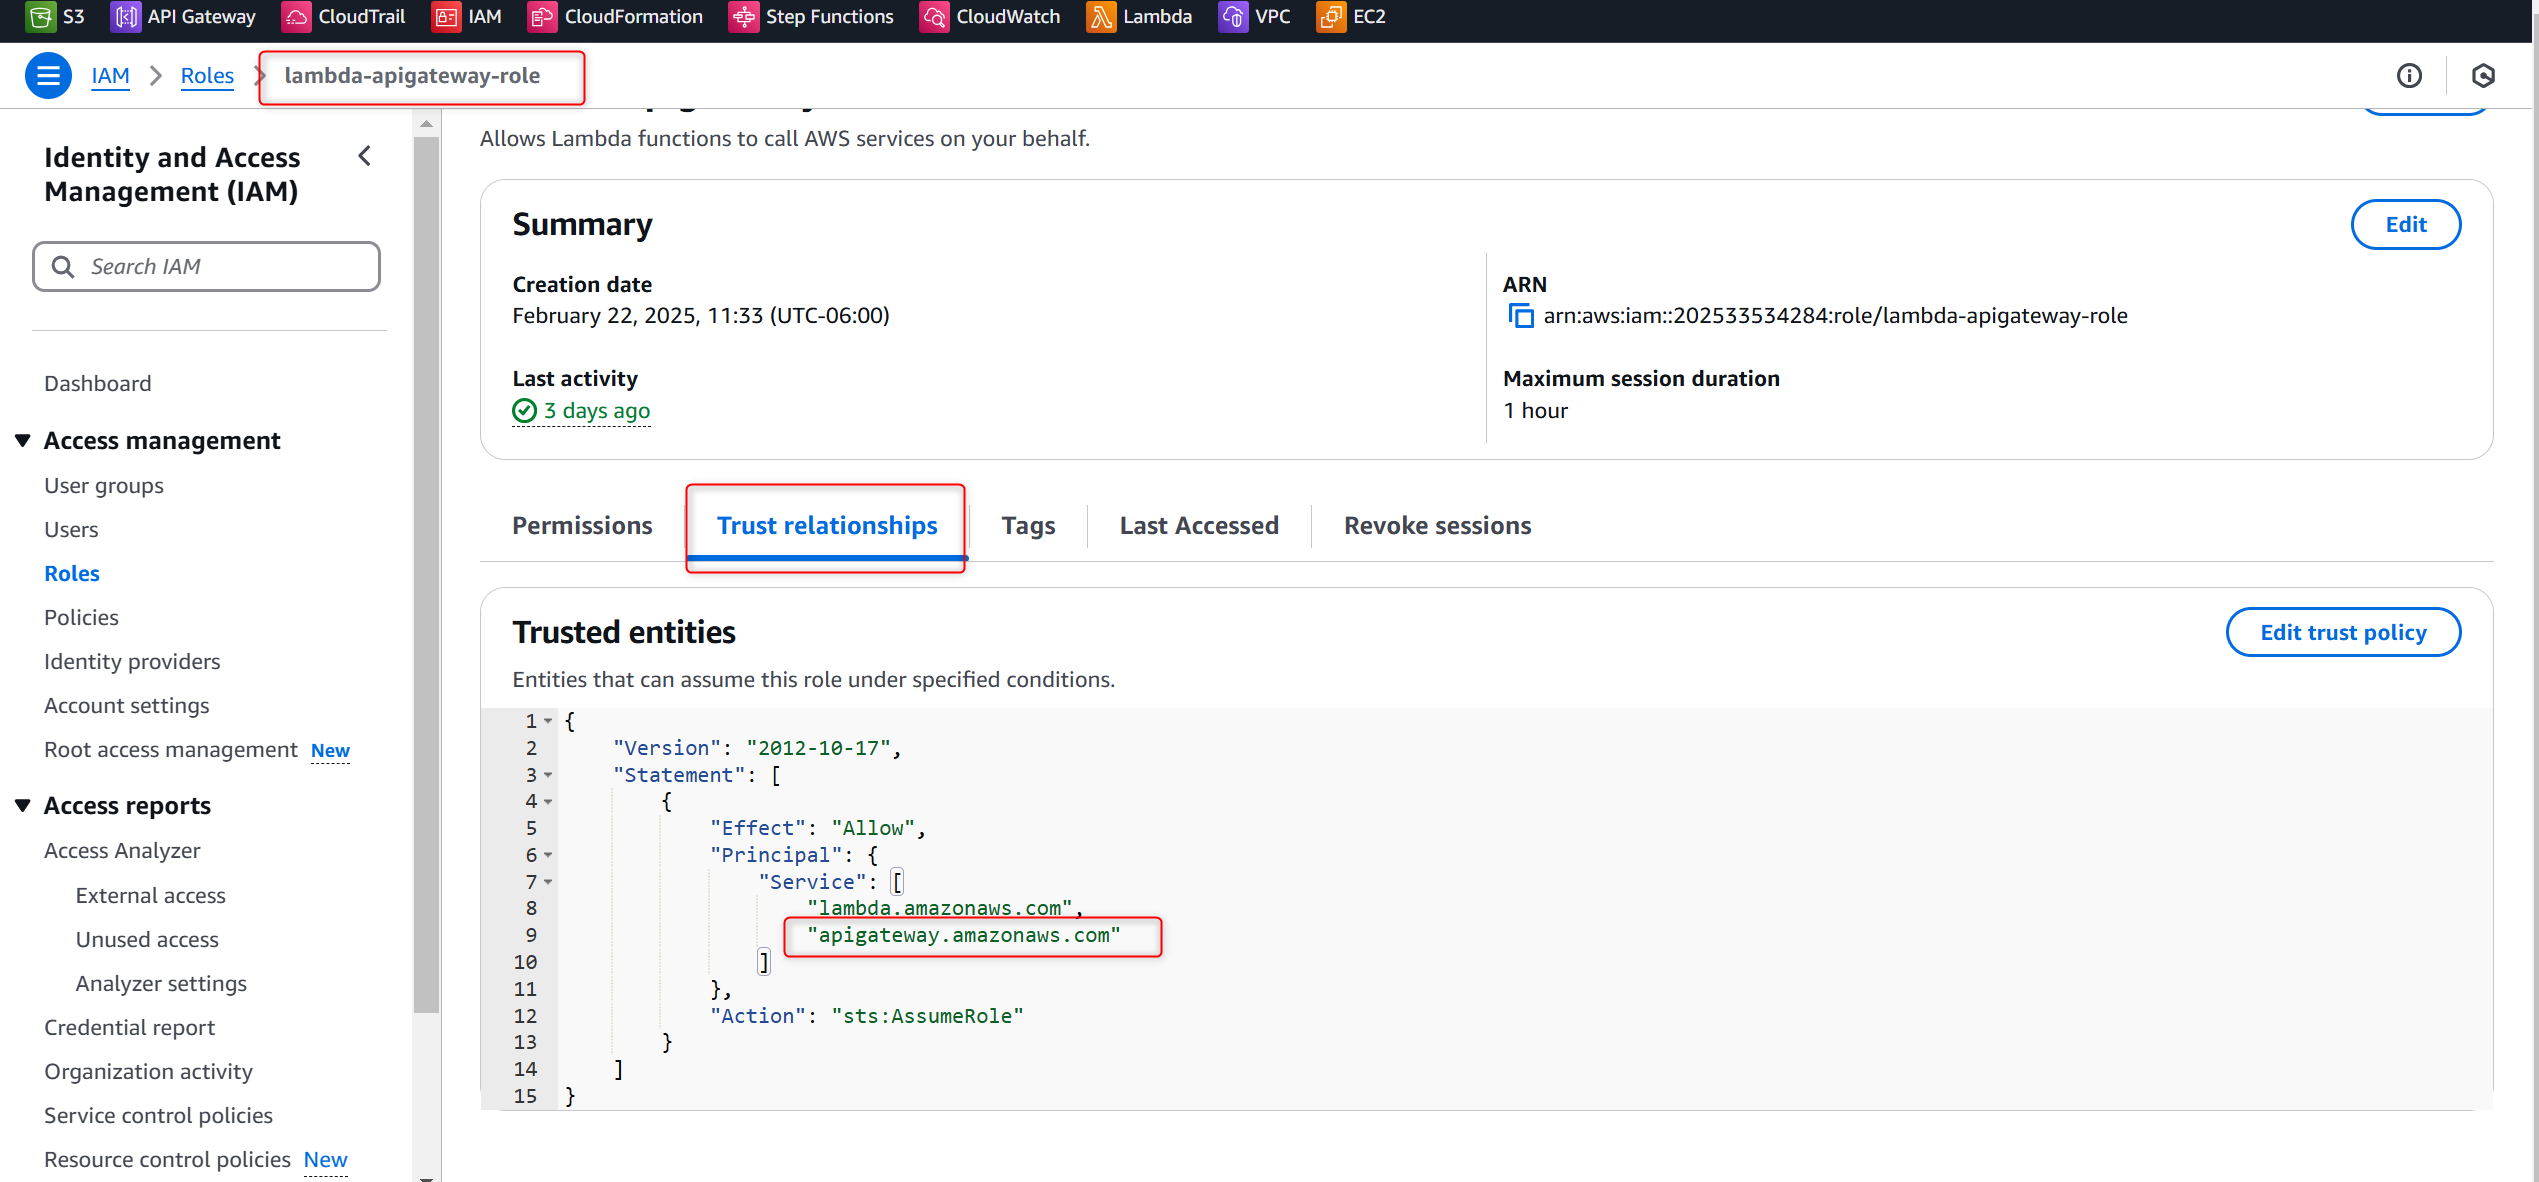 S3 API Gateway CloudTrail IAM CloudFormation Step Functions CloudWatch Lambda VPC EC2
IAM > Roles > lambda-apigateway-role
Identity and Access
Management (IAM)
Search IAM
Dashboard
Access management
User groups
Users
Roles
Policies
Identity providers
Account settings
Root access management New
Access reports
Access Analyzer
External access
Unused access
Analyzer settings
Credential report
Organization activity
Service control policies
Resource control policies New
Allows Lambda functions to call AWS services on your behalf.
Summary
Edit
Creation date
February 22, 2025, 11:33 (UTC-06:00)
ARN
arn:aws:iam::202533534284:role/lambda-apigateway-role
Last activity
3 days ago
Maximum session duration
1 hour
Permissions Trust relationships Tags Last Accessed Revoke sessions
Trusted entities
Edit trust policy
Entities that can assume this role under specified conditions.
1 {
2 "Version": "2012-10-17",
3 "Statement": [
4 {
5 "Effect": "Allow",
6 "Principal": {
7 "Service": [
8 "lambda.amazonaws.com",
9 "apigateway.amazonaws.com"
10 ]
11 },
12 "Action": "sts:AssumeRole"
13 }
14 ]
15 }